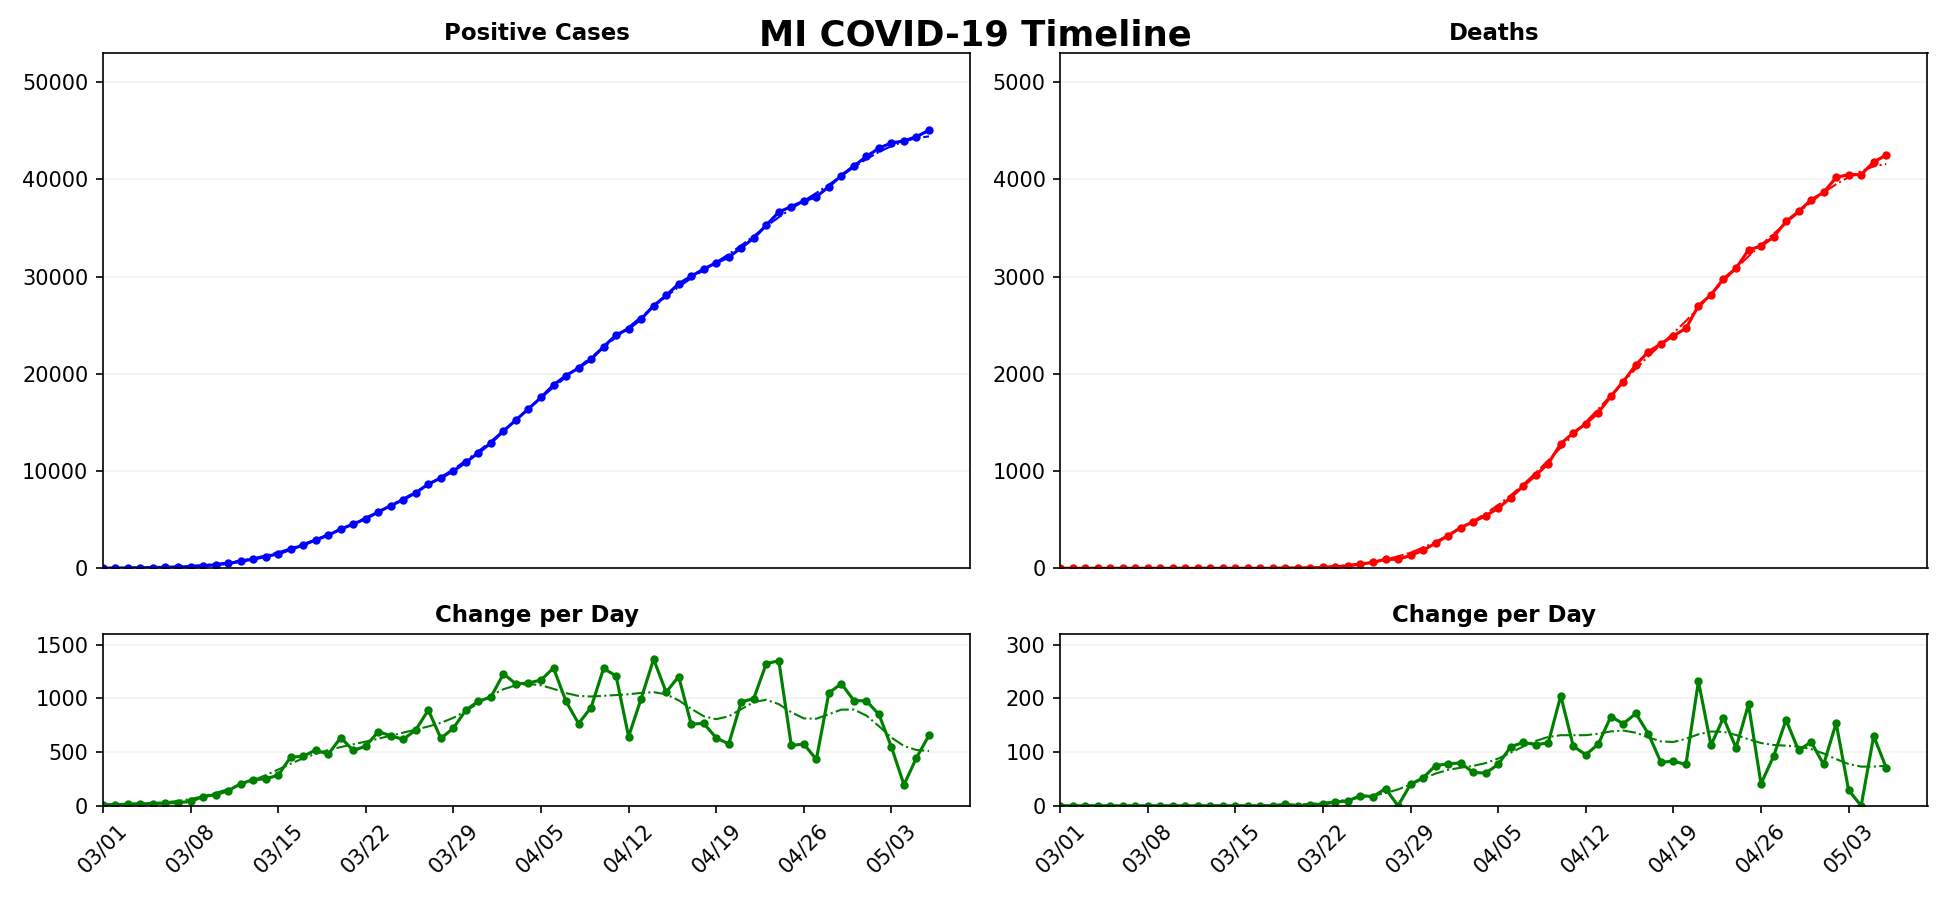 MI COVID-19 Timeline
Positive Cases
50000
40000
30000
20000
10000
0
Deaths
5000
4000
3000
2000
1000
0
Change per Day
1500
1000
500
0
03/01 03/08 03/15 03/22 03/29 04/05 04/12 04/19 04/26 05/03
Change per Day
300
200
100
0
03/01 03/08 03/15 03/22 03/29 04/05 04/12 04/19 04/26 05/03